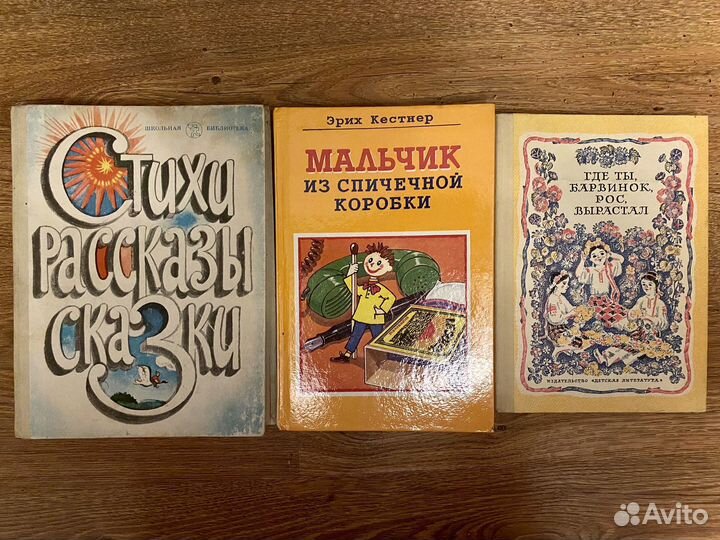 ШКОЛЬНАЯ БИБЛИОТЕКА
Стихи
рассказы
сказки
Эрих Кестнер
МАЛЬЧИК
ИЗ СПИЧЕЧНОЙ
КОРОБКИ
ГДЕ ТЫ,
БАРВИНОК,
РОС,
ВЫРАСТАЛ
ИЗДАТЕЛЬСТВО «ДЕТСКАЯ ЛИТЕРАТУРА»
Avito